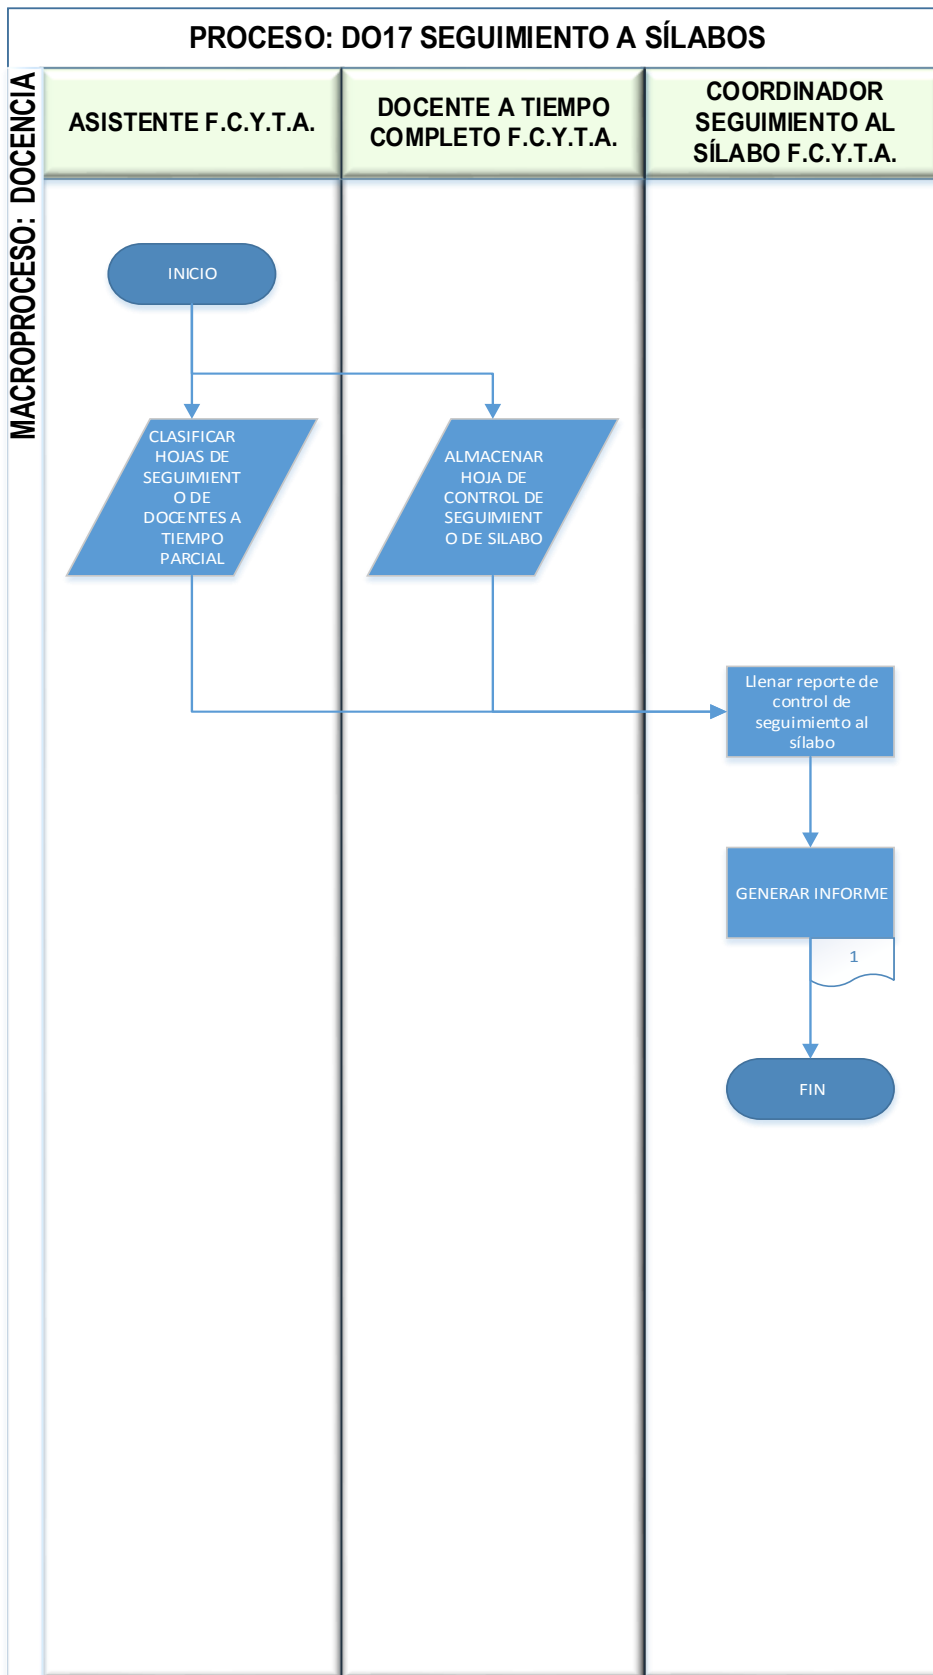 PROCESO: DO17 SEGUIMIENTO A SÍLABOS
MACROPROCESO: DOCENCIA
ASISTENTE F.C.Y.T.A.
DOCENTE A TIEMPO
COMPLETO F.C.Y.T.A.
COORDINADOR
SEGUIMIENTO AL
SÍLABO F.C.Y.T.A.
INICIO
CLASIFICAR
HOJAS DE
SEGUIMIENT
O DE
DOCENTES A
TIEMPO
PARCIAL
ALMACENAR
HOJA DE
CONTROL DE
SEGUIMIENT
O DE SILABO
Llenar reporte de
control de
seguimiento al
sílabo
GENERAR INFORME
1
FIN